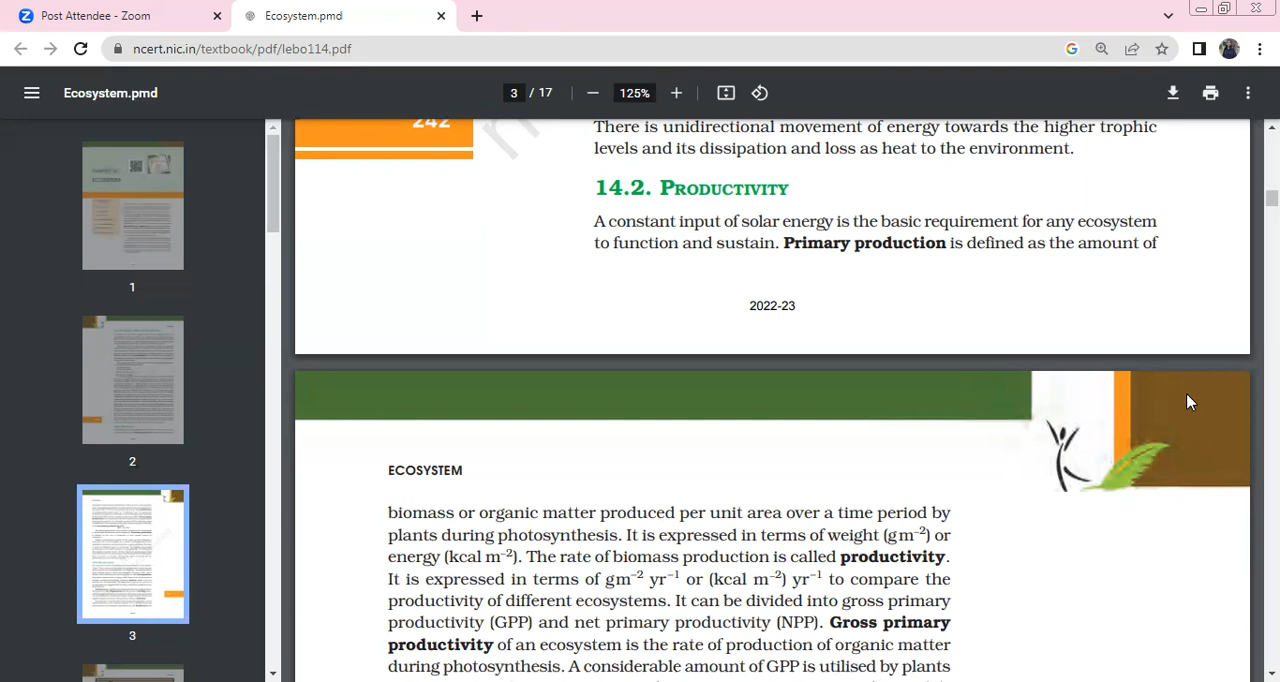 Post Attendee - Zoom
Ecosystem.pmd
ncert.nic.in/textbook/pdf/lebo114.pdf
Ecosystem.pmd
3 / 17
125%
242
There is unidirectional movement of energy towards the higher trophic
levels and its dissipation and loss as heat to the environment.
14.2. PRODUCTIVITY
A constant input of solar energy is the basic requirement for any ecosystem
to function and sustain. Primary production is defined as the amount of
2022-23
1
2
3
ECOSYSTEM
biomass or organic matter produced per unit area over a time period by
plants during photosynthesis. It is expressed in terms of weight (gm⁻²) or
energy (kcal m⁻²). The rate of biomass production is called productivity.
It is expressed in terms of gm⁻² yr⁻¹ or (kcal m⁻²) yr⁻¹ to compare the
productivity of different ecosystems. It can be divided into gross primary
productivity (GPP) and net primary productivity (NPP). Gross primary
productivity of an ecosystem is the rate of production of organic matter
during photosynthesis. A considerable amount of GPP is utilised by plants